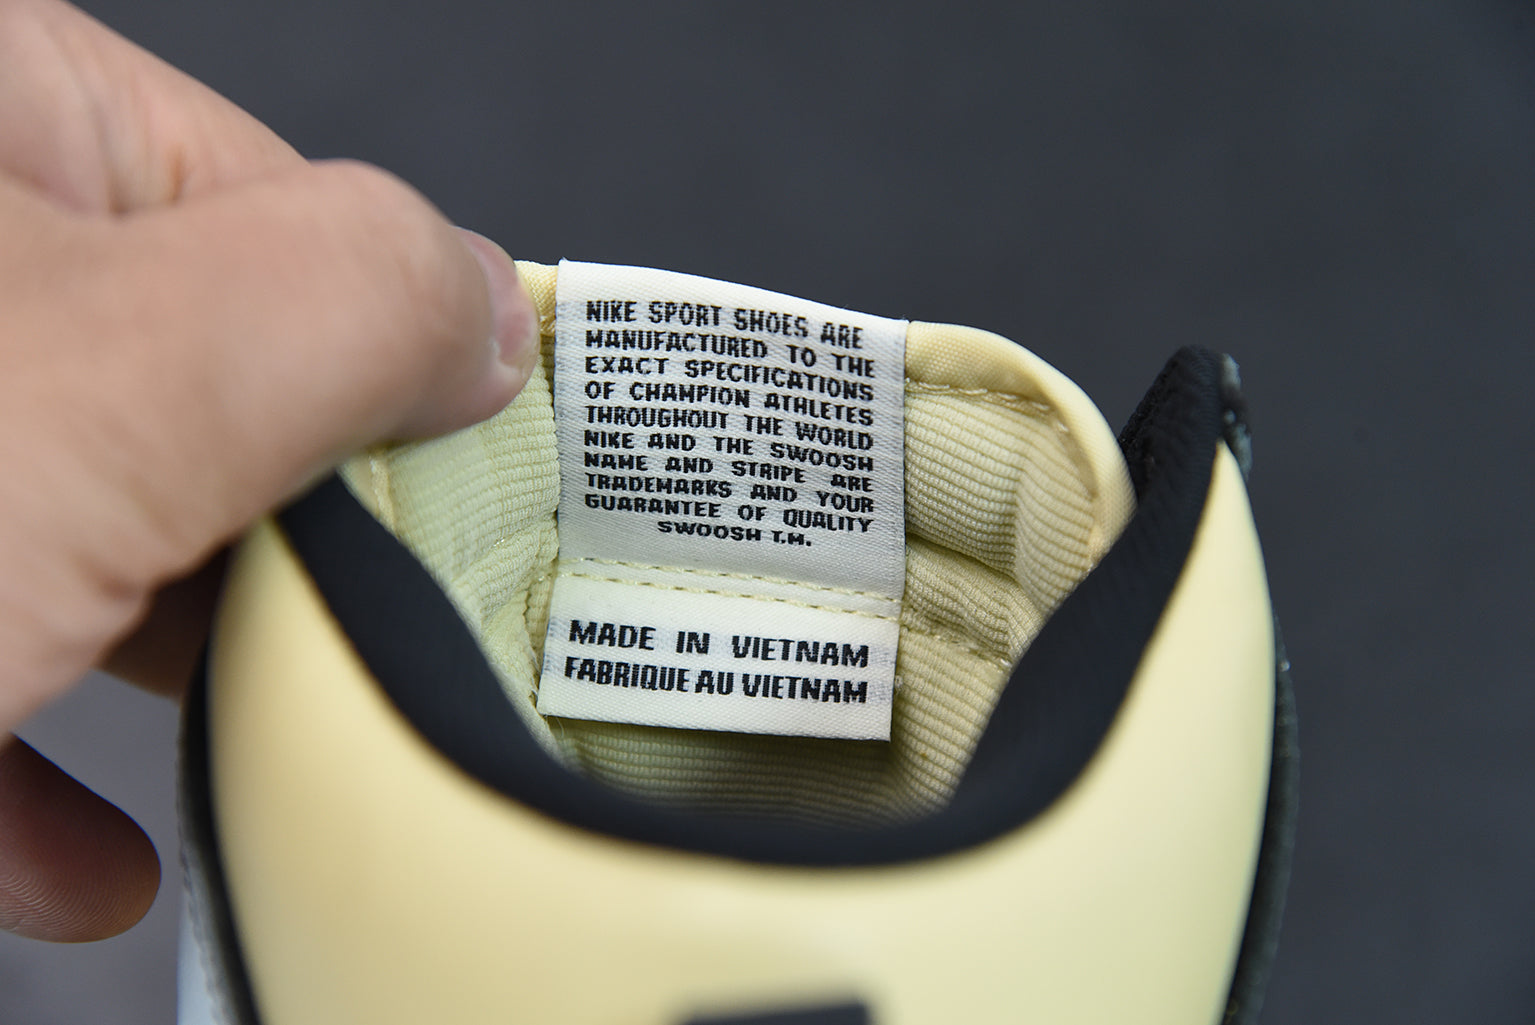 NIKE SPORT SHOES ARE
MANUFACTURED TO THE
EXACT SPECIFICATIONS
OF CHAMPION ATHLETES
THROUGHOUT THE WORLD
NIKE AND THE SWOOSH
NAME AND STRIPE ARE
TRADEMARKS AND YOUR
GUARANTEE OF QUALITY
SWOOSH T.M.
MADE IN VIETNAM
FABRIQUE AU VIETNAM